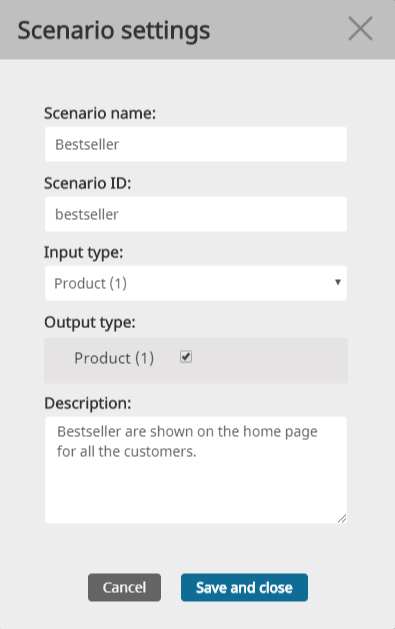 Scenario settings
Scenario name:
Bestseller
Scenario ID:
bestseller
Input type:
Product (1)
Output type:
Product (1)
Description:
Bestseller are shown on the home page
for all the customers.
Cancel Save and close